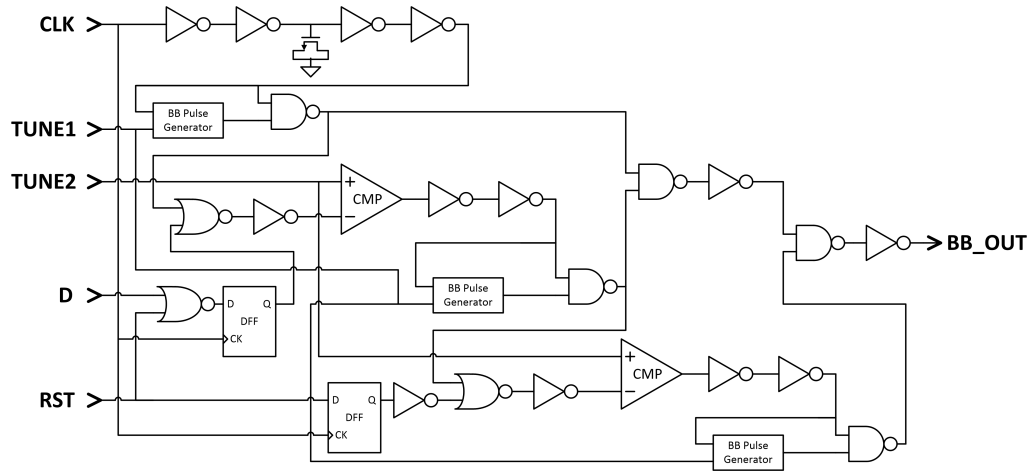 CLK
BB Pulse
Generator
TUNE1
TUNE2
+
CMP
−
BB_OUT
BB Pulse
Generator
D
D Q
DFF
CK
+
CMP
−
RST
D Q
DFF
CK
BB Pulse
Generator